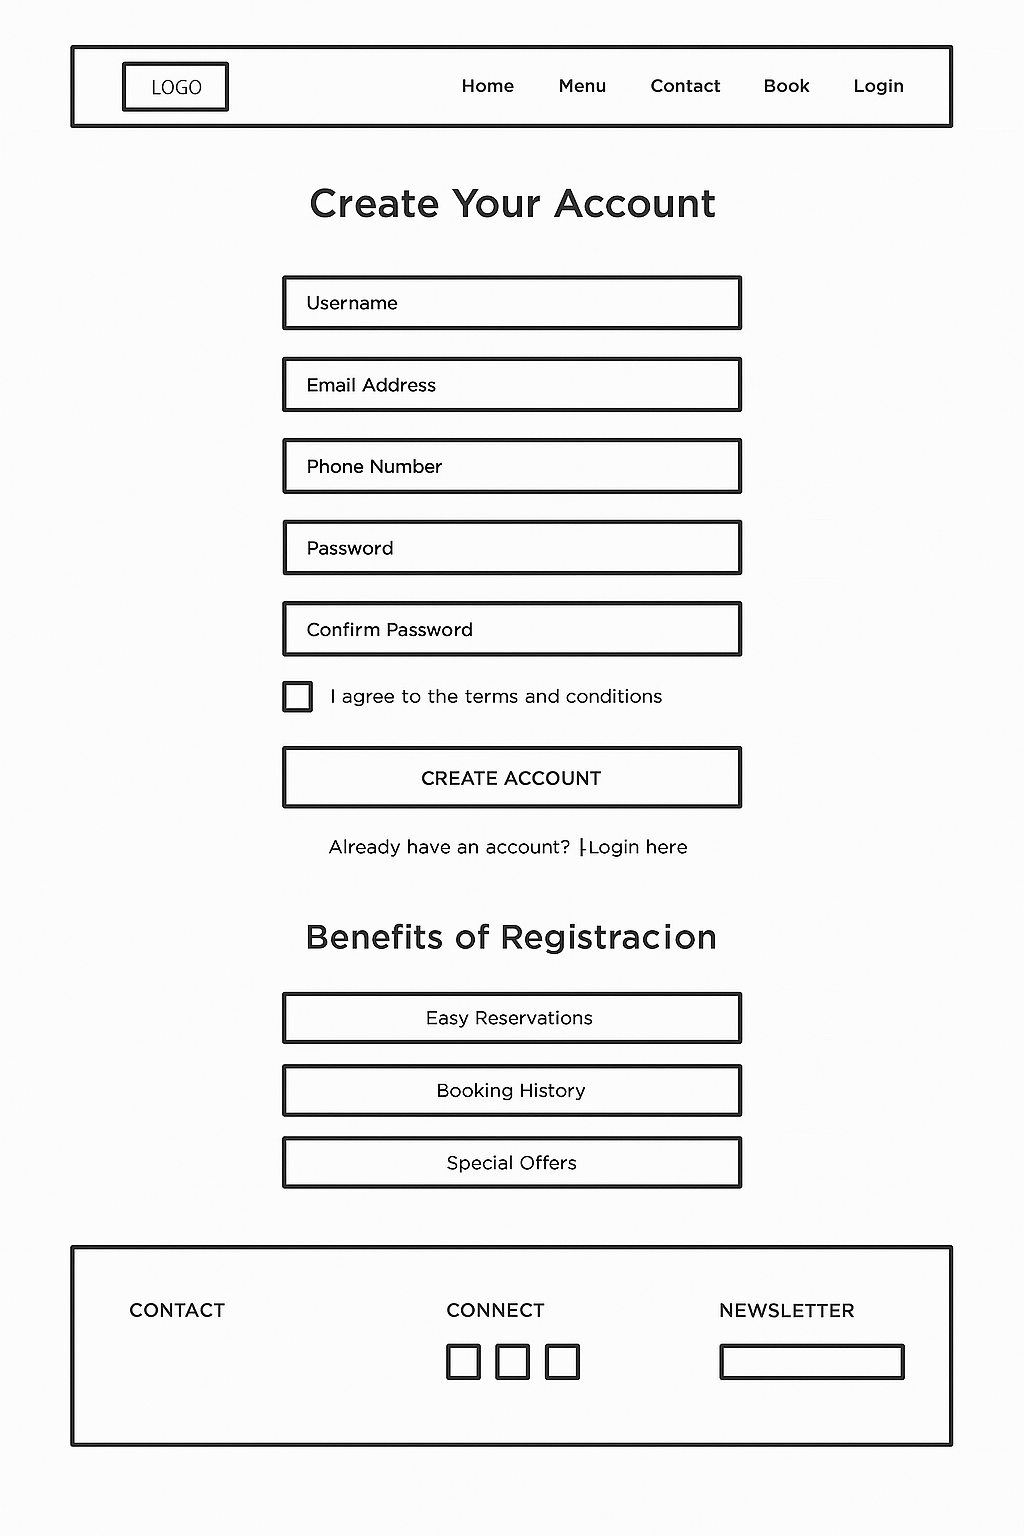 LOGO
Home Menu Contact Book Login
Create Your Account
Username
Email Address
Phone Number
Password
Confirm Password
I agree to the terms and conditions
CREATE ACCOUNT
Already have an account? Login here
Benefits of Registracion
Easy Reservations
Booking History
Special Offers
CONTACT CONNECT NEWSLETTER